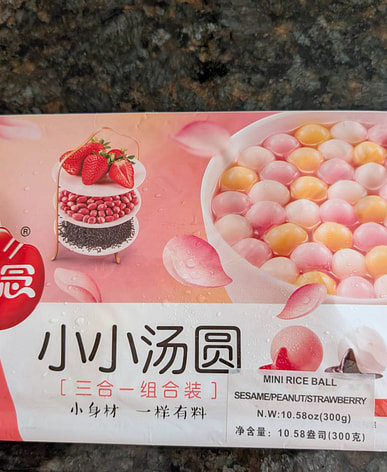 ®
念
小小汤圆
[三合一组合装]
小身材 一样有料
MINI RICE BALL
SESAME/PEANUT/STRAWBERRY
N.W:10.58oz(300g)
净含量: 10.58盎司(300克)